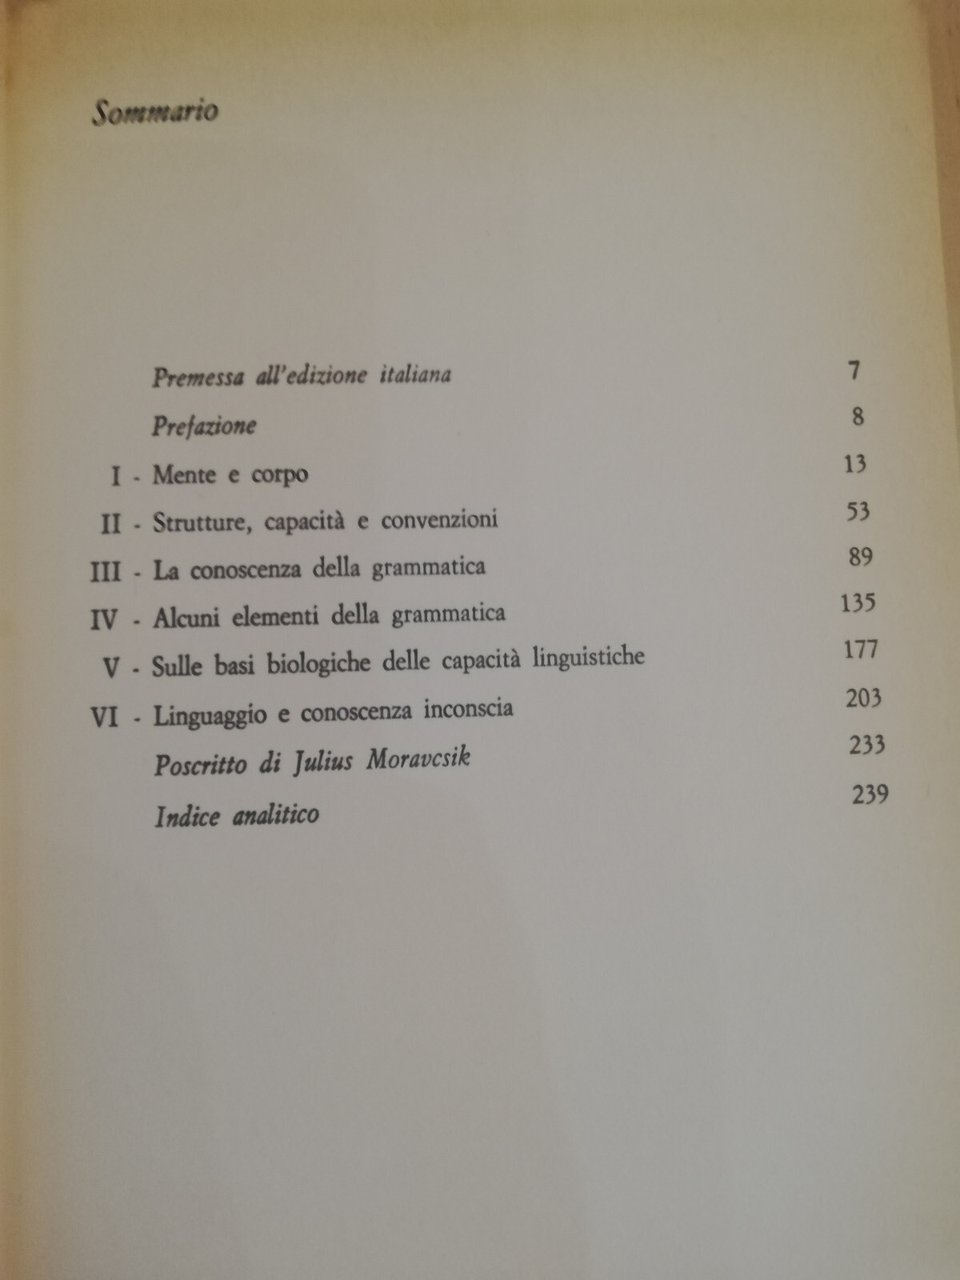 Sommario
Premessa all'edizione italiana 7
Prefazione 8
I - Mente e corpo 13
II - Strutture, capacità e convenzioni 53
III - La conoscenza della grammatica 89
IV - Alcuni elementi della grammatica 135
V - Sulle basi biologiche delle capacità linguistiche 177
VI - Linguaggio e conoscenza inconscia 203
Poscritto di Julius Moravcsik 233
Indice analitico 239